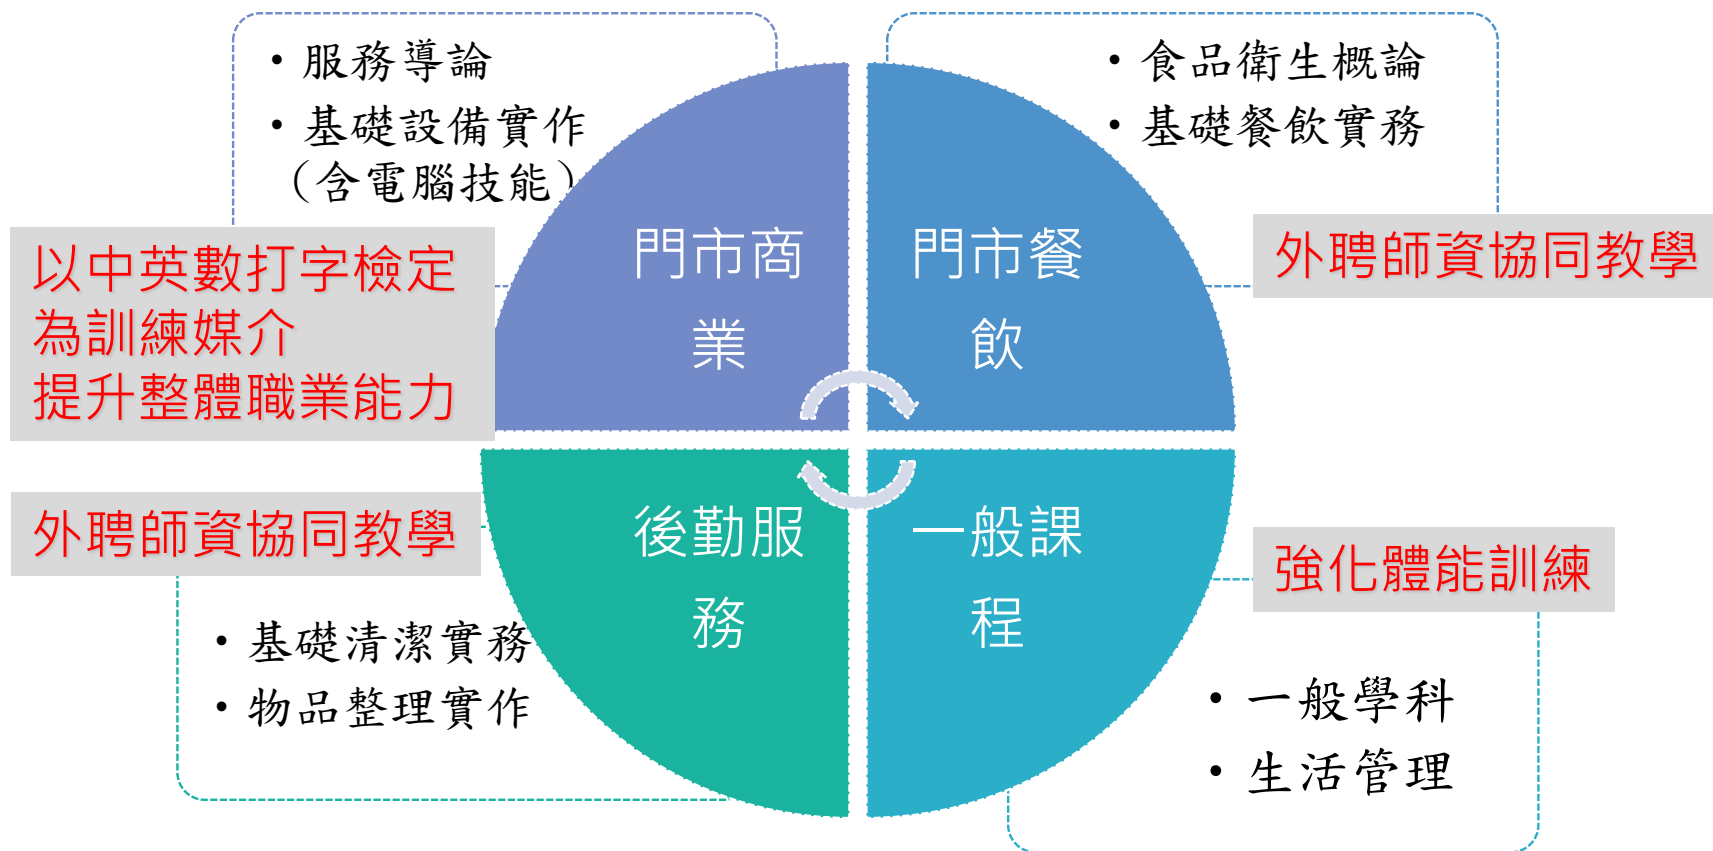 • 服務導論
• 基礎設備實作
（含電腦技能）
以中英數打字檢定
為訓練媒介
提升整體職業能力
門市商
業
• 食品衛生概論
• 基礎餐飲實務
門市餐
飲
外聘師資協同教學
外聘師資協同教學
• 基礎清潔實務
• 物品整理實作
後勤服
務
一般課
程
強化體能訓練
• 一般學科
• 生活管理